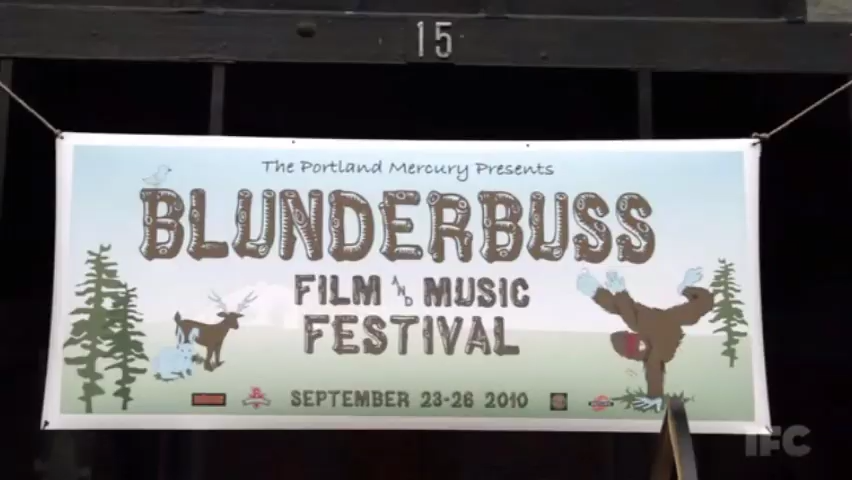 15
The Portland Mercury Presents
BLUNDERBUSS
FILM AND MUSIC
FESTIVAL
SEPTEMBER 23-26 2010
IFC